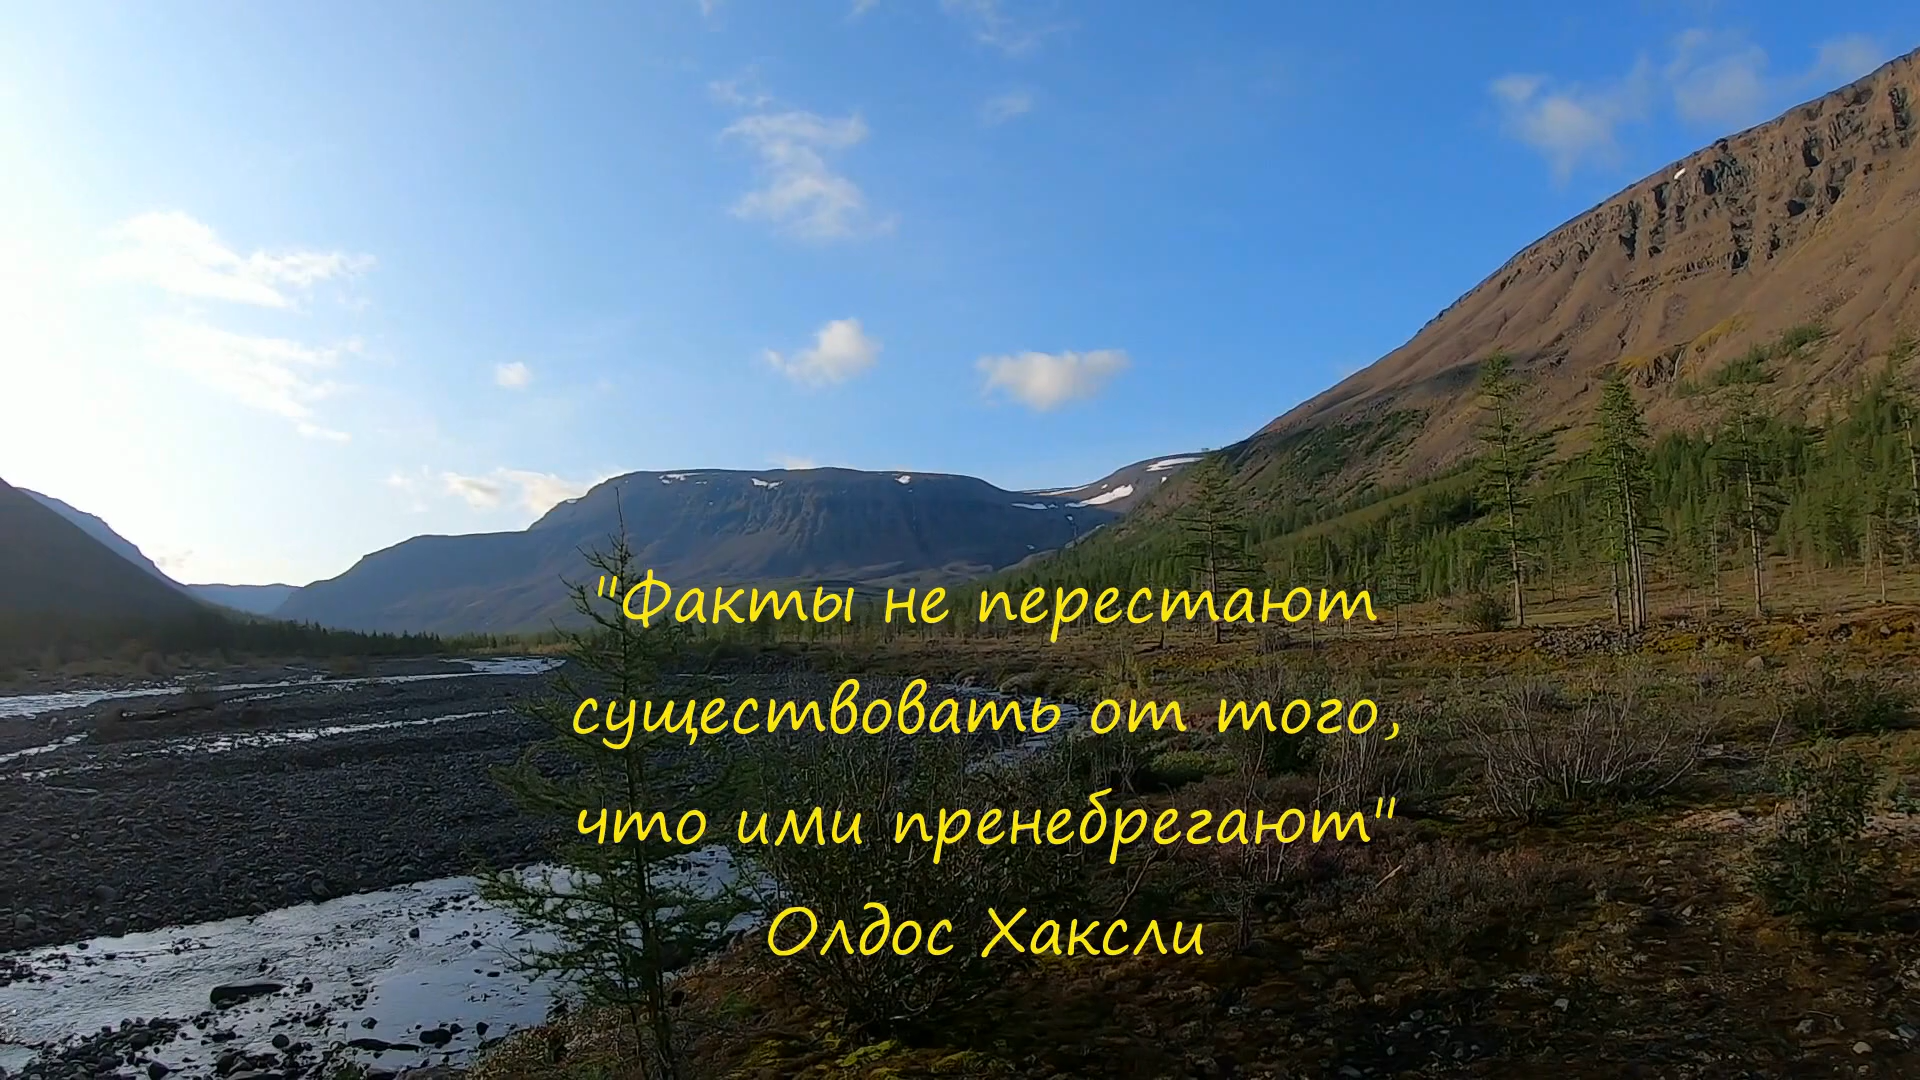 "Факты не перестают
существовать от того,
что ими пренебрегают"
Олдос Хаксли